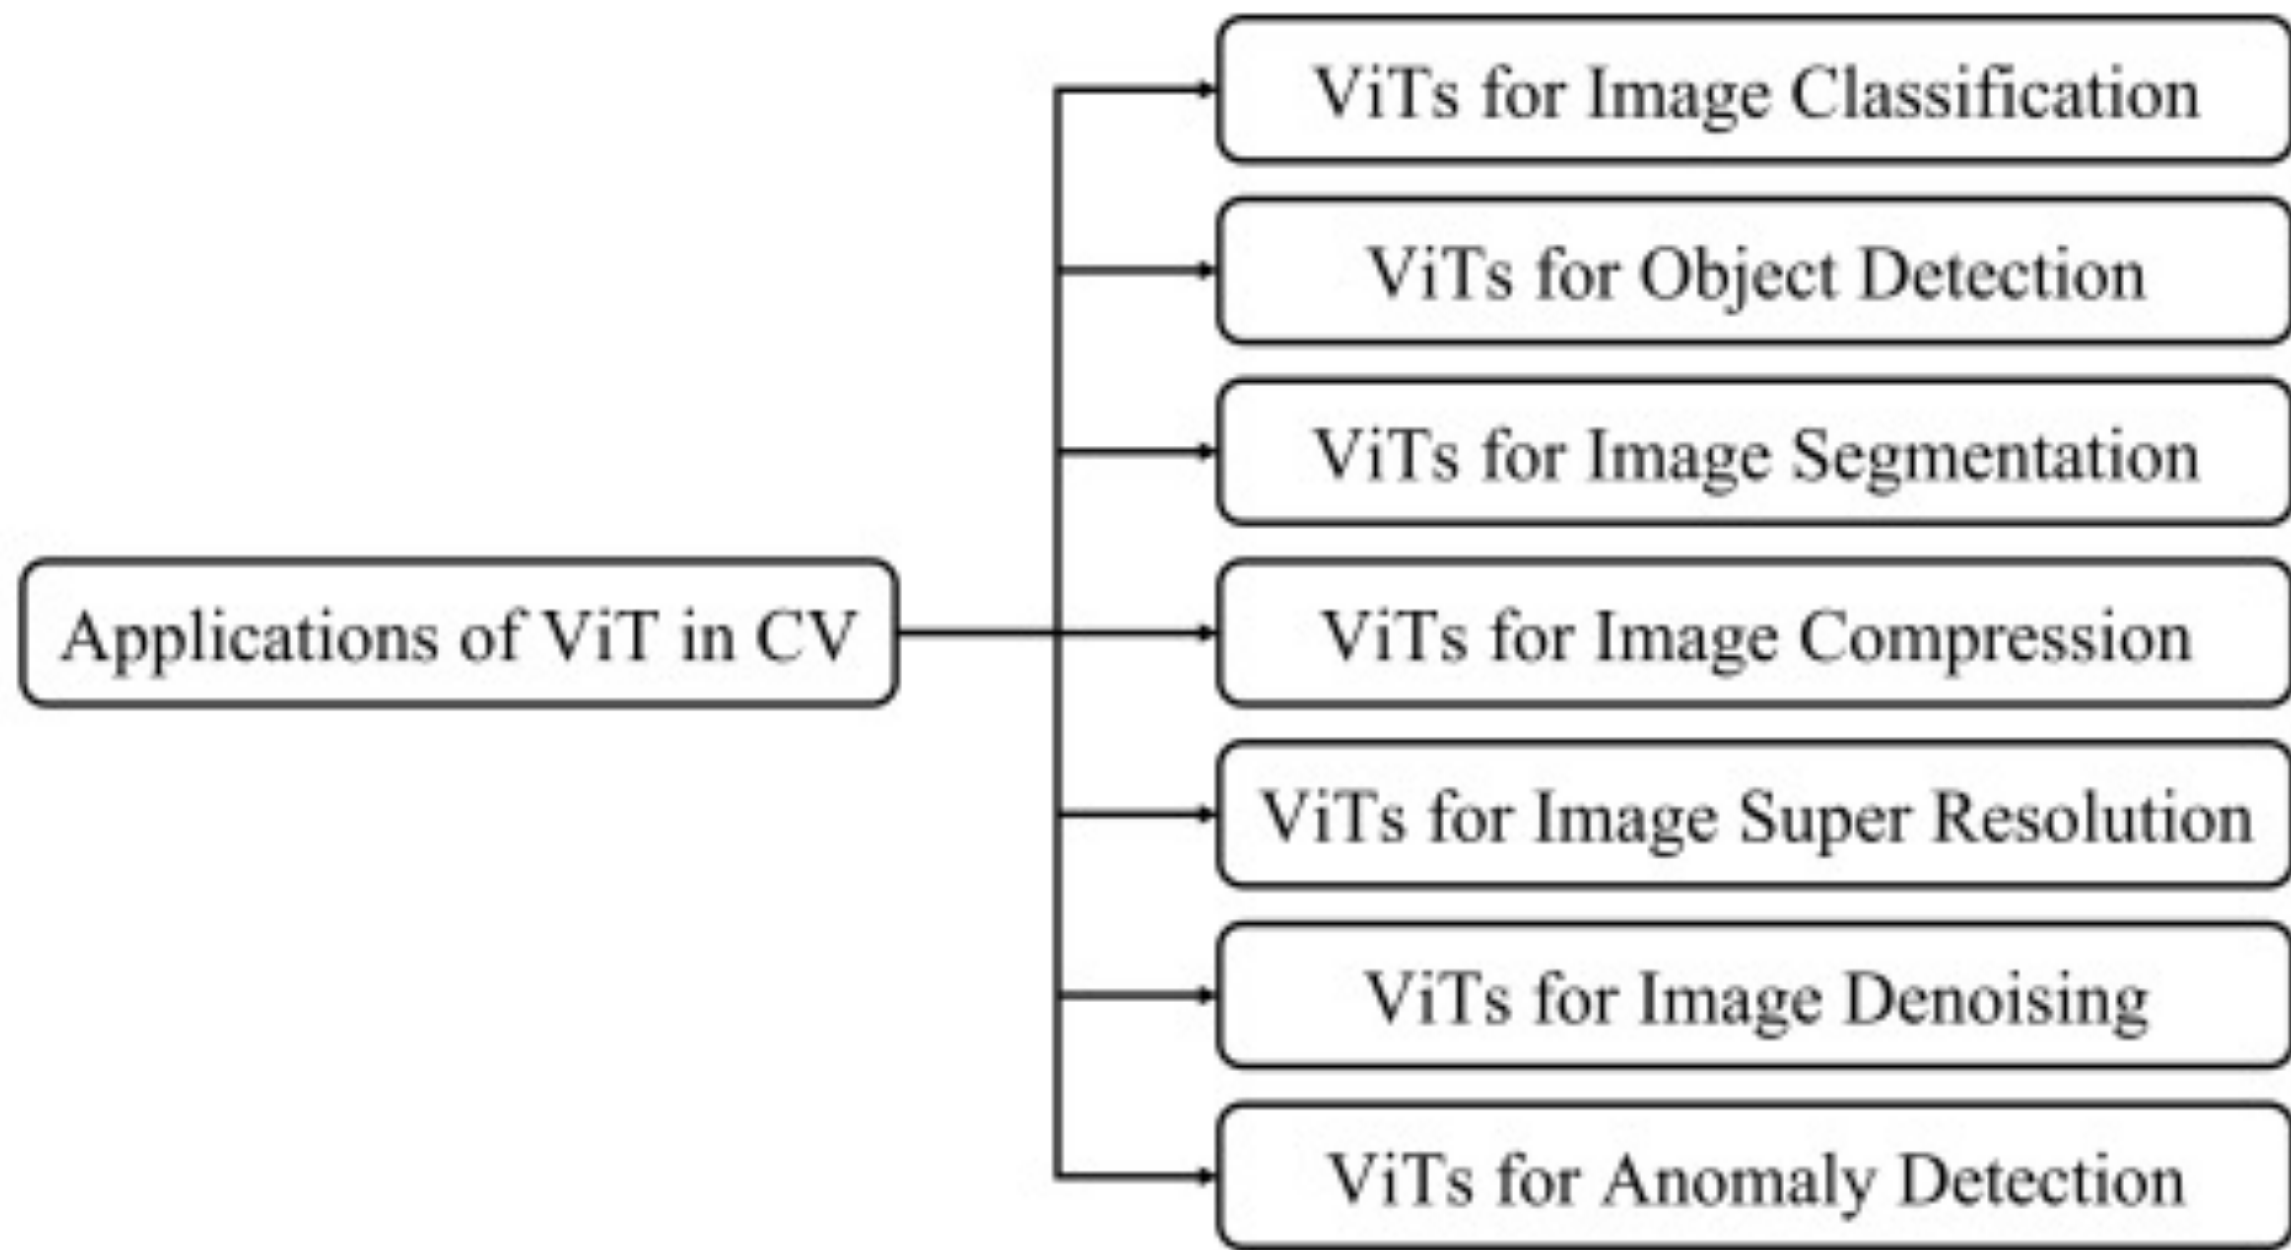 ViTs for Image Classification
ViTs for Object Detection
ViTs for Image Segmentation
Applications of ViT in CV
ViTs for Image Compression
ViTs for Image Super Resolution
ViTs for Image Denoising
ViTs for Anomaly Detection